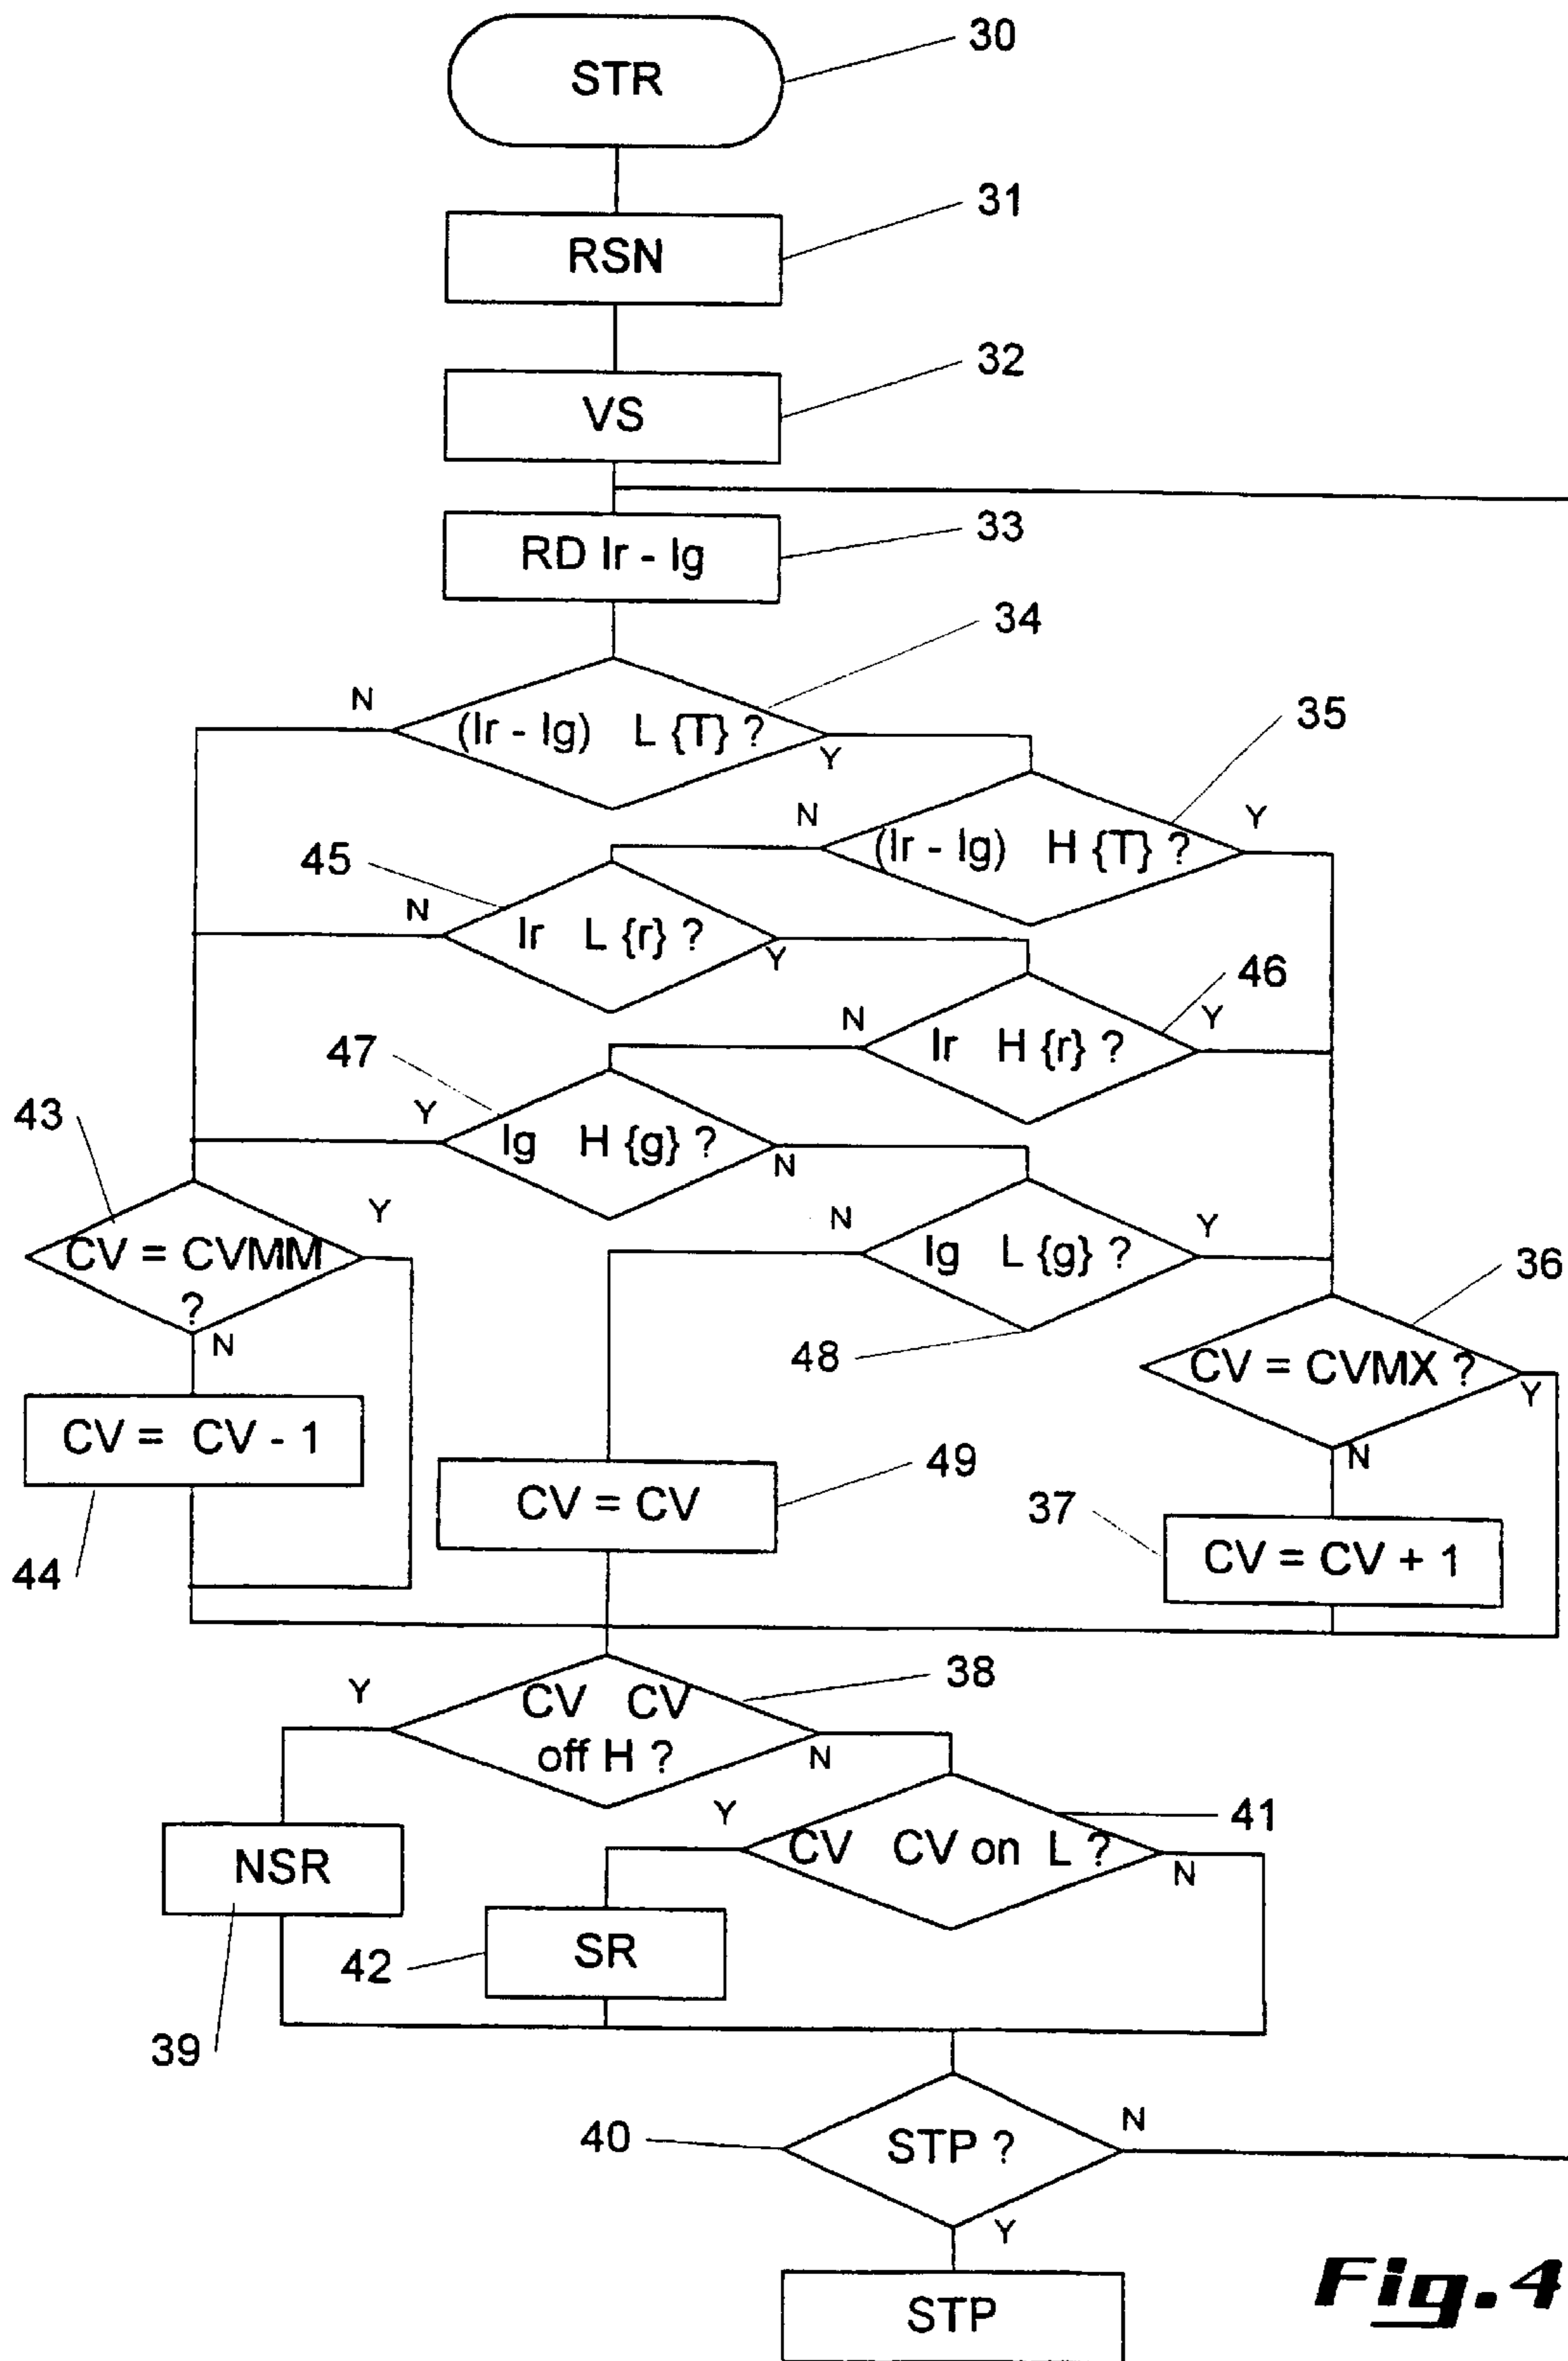 30
STR
31
RSN
32
VS
33
RD Ir - Ig
34
N
(Ir - Ig) L {T} ?
Y
35
N
(Ir - Ig) H {T} ?
Y
45
N
Ir L {r} ?
Y
46
N
Ir H {r} ?
Y
47
Y
Ig H {g} ?
N
43
Y
CV = CVMM
?
N
N
Ig L {g} ?
Y
48
36
CV = CVMX ?
Y
N
CV = CV - 1
44
CV = CV
49
37
CV = CV + 1
38
Y
CV CV
off H ?
N
41
Y
CV CV on L ?
N
NSR
39
42
SR
40
STP ?
N
Y
STP
Fig.4